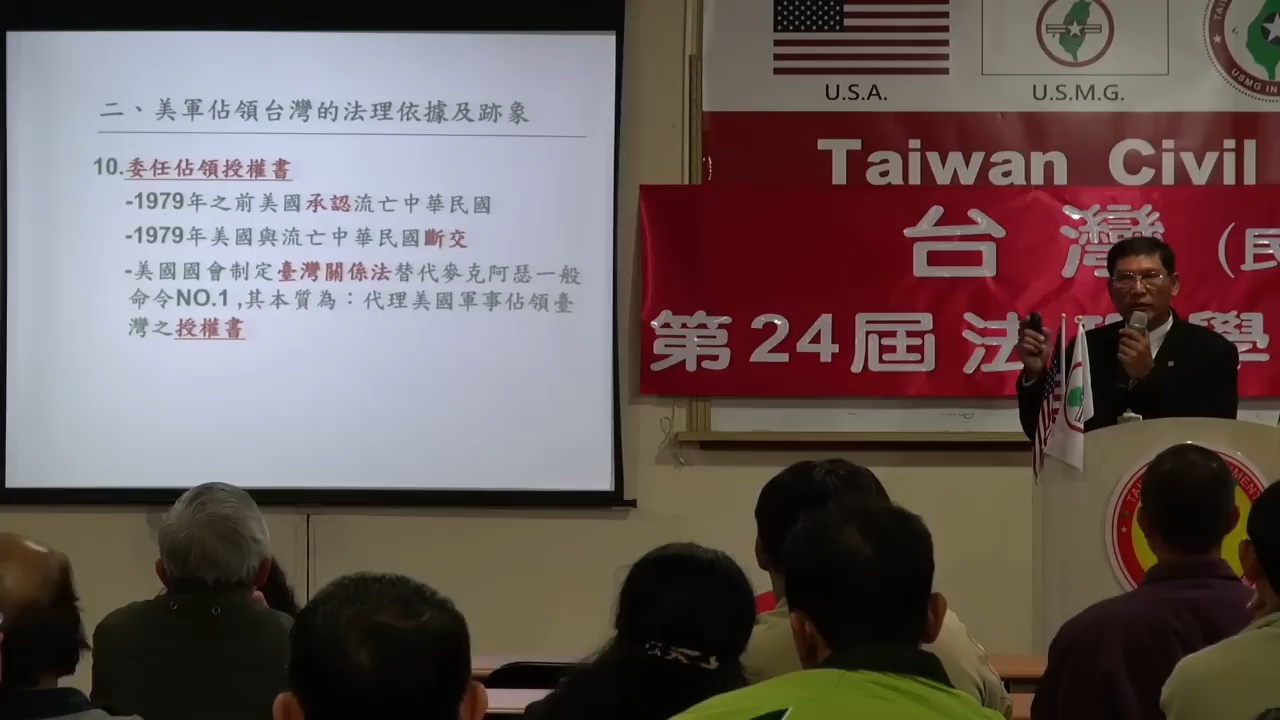 二、美軍佔領台灣的法理依據及跡象
10.委任佔領授權書
-1979年之前美國承認流亡中華民國
-1979年美國與流亡中華民國斷交
-美國國會制定臺灣關係法替代麥克阿瑟一般
命令NO.1 ,其本質為：代理美國軍事佔領臺
灣之授權書
U.S.A.
U.S.M.G.
USMG IN
Taiwan Civil
台灣（民
第24屆法
學